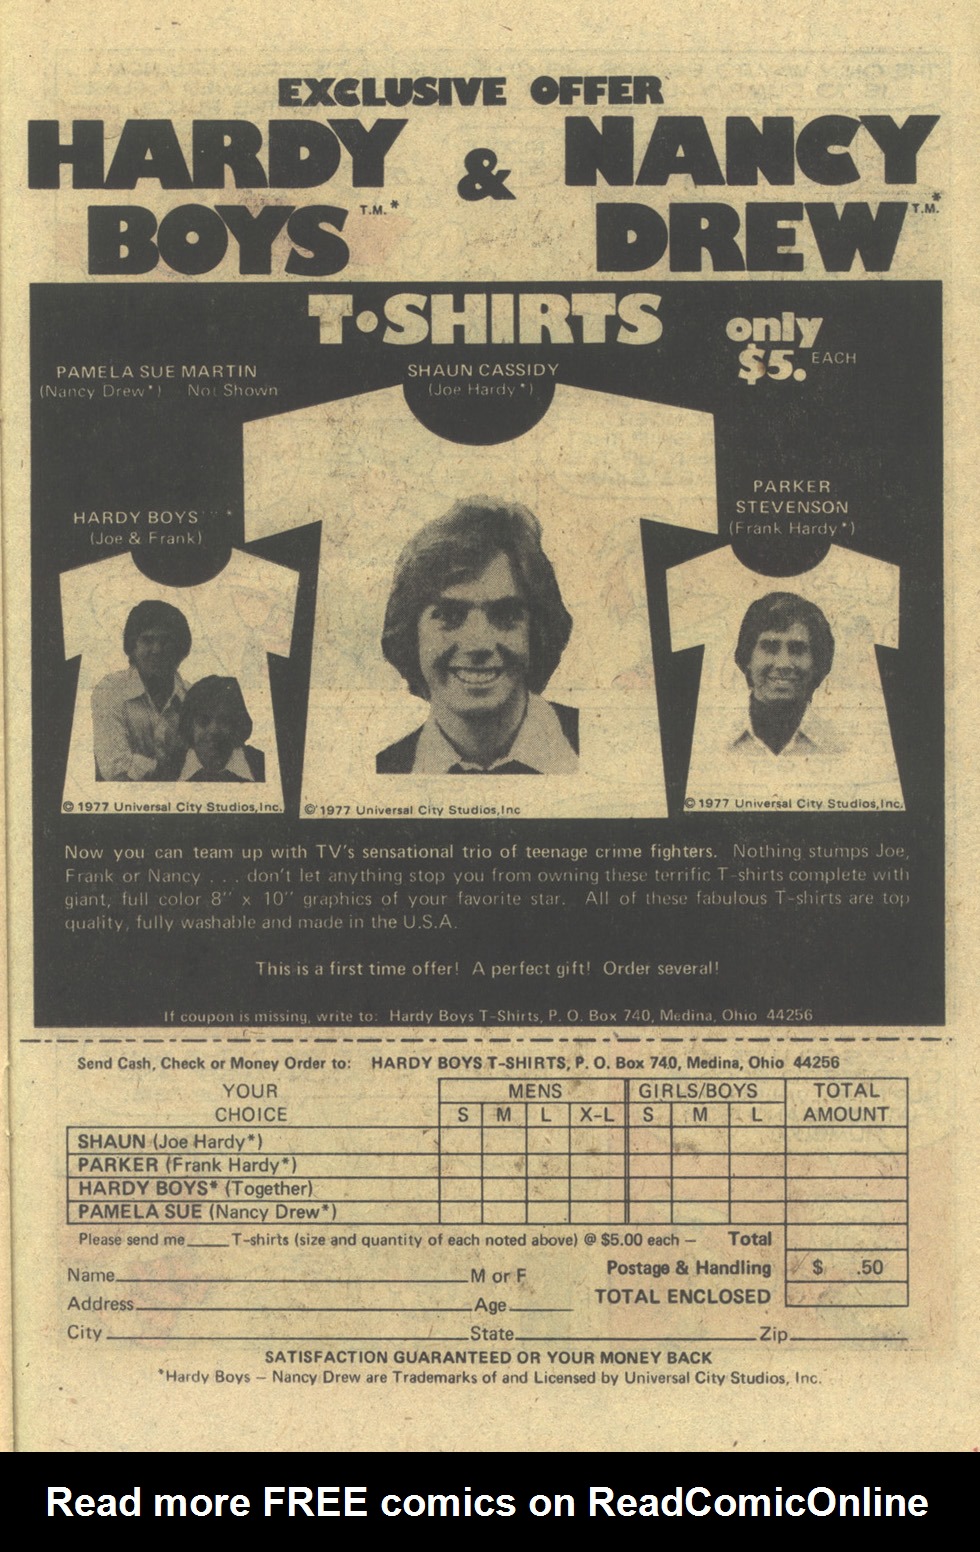 EXCLUSIVE OFFER
HARDY BOYS T.M.* & NANCY DREW T.M.*
T•SHIRTS
only $5. EACH
PAMELA SUE MARTIN
(Nancy Drew*) Not Shown
SHAUN CASSIDY
(Joe Hardy*)
PARKER
STEVENSON
(Frank Hardy*)
HARDY BOYS *
(Joe & Frank)
© 1977 Universal City Studios, Inc.
© 1977 Universal City Studios, Inc
© 1977 Universal City Studios, Inc.
Now you can team up with TV's sensational trio of teenage crime fighters. Nothing stumps Joe,
Frank or Nancy . . . don't let anything stop you from owning these terrific T-shirts complete with
giant, full color 8'' x 10'' graphics of your favorite star. All of these fabulous T-shirts are top
quality, fully washable and made in the U.S.A.
This is a first time offer! A perfect gift! Order several!
If coupon is missing, write to: Hardy Boys T-Shirts, P. O. Box 740, Medina, Ohio 44256
Send Cash, Check or Money Order to: HARDY BOYS T-SHIRTS, P. O. Box 740, Medina, Ohio 44256
YOUR CHOICE MENS GIRLS/BOYS TOTAL AMOUNT
S M L X-L S M L
SHAUN (Joe Hardy*)
PARKER (Frank Hardy*)
HARDY BOYS* (Together)
PAMELA SUE (Nancy Drew*)
Please send me____ T-shirts (size and quantity of each noted above) @ $5.00 each — Total
Postage & Handling $ .50
TOTAL ENCLOSED
Name____ M or F
Address____ Age____
City____ State____ Zip____
SATISFACTION GUARANTEED OR YOUR MONEY BACK
*Hardy Boys — Nancy Drew are Trademarks of and Licensed by Universal City Studios, Inc.
Read more FREE comics on ReadComicOnline